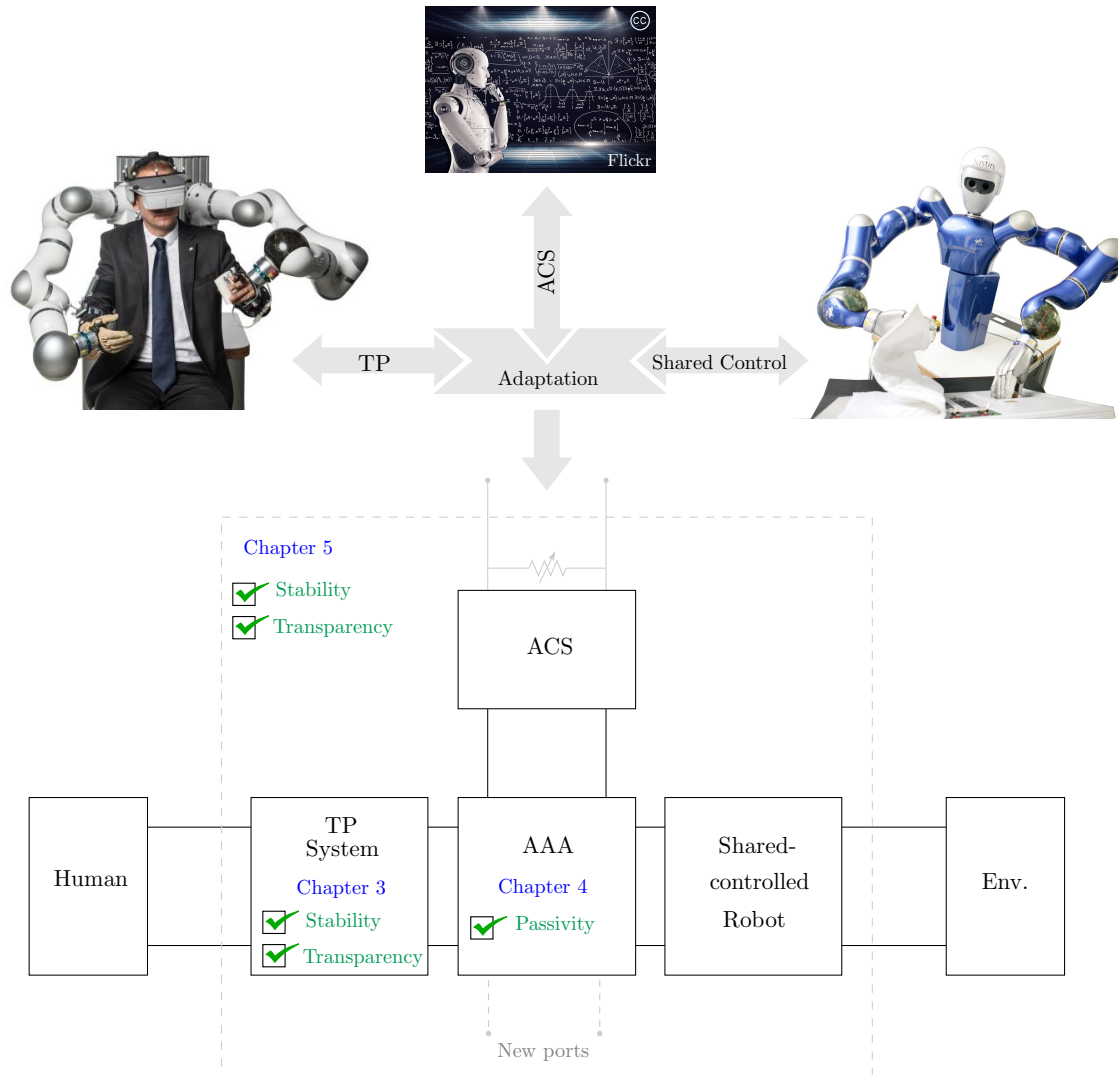 CC
Flickr
Justin
ACS
TP
Adaptation
Shared Control
Chapter 5
Stability
Transparency
ACS
Human
TP
System
Chapter 3
Stability
Transparency
AAA
Chapter 4
Passivity
Shared-
controlled
Robot
Env.
New ports